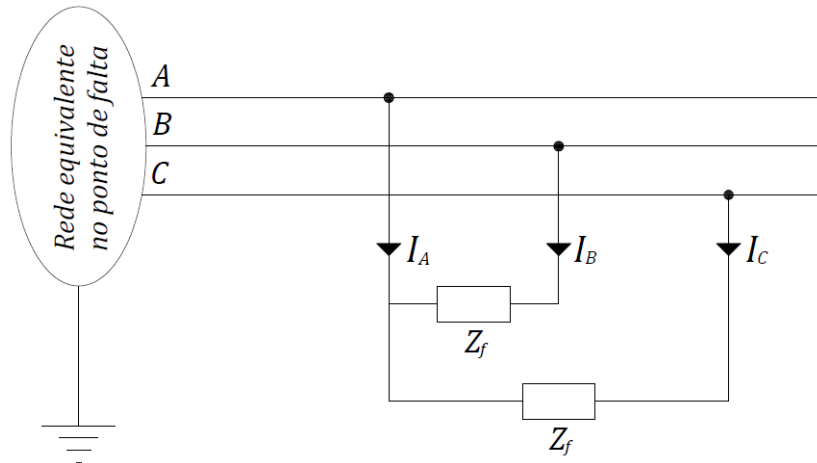 Rede equivalente
no ponto de falta
A
B
C
I_A
I_B
I_C
Z_f
Z_f